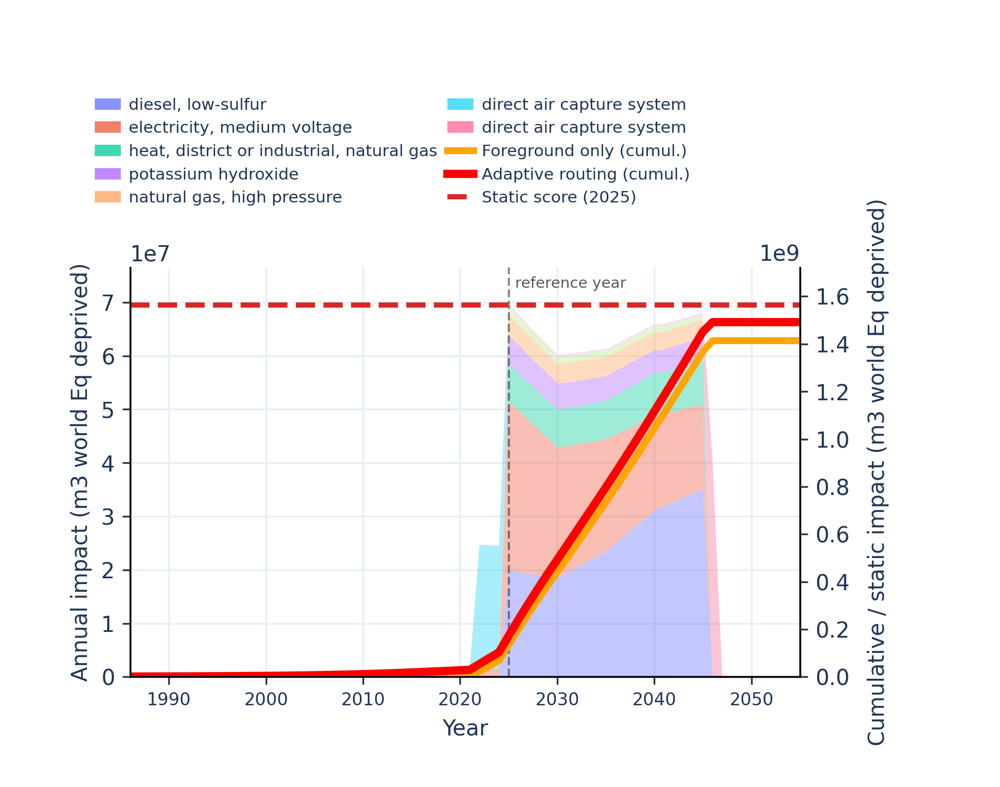 diesel, low-sulfur
electricity, medium voltage
heat, district or industrial, natural gas
potassium hydroxide
natural gas, high pressure
direct air capture system
direct air capture system
Foreground only (cumul.)
Adaptive routing (cumul.)
Static score (2025)
1e7
1e9
reference year
Annual impact (m3 world Eq deprived)
7
6
5
4
3
2
1
0
1.6
1.4
1.2
1.0
0.8
0.6
0.4
0.2
0.0
Cumulative / static impact (m3 world Eq deprived)
1990 2000 2010 2020 2030 2040 2050
Year